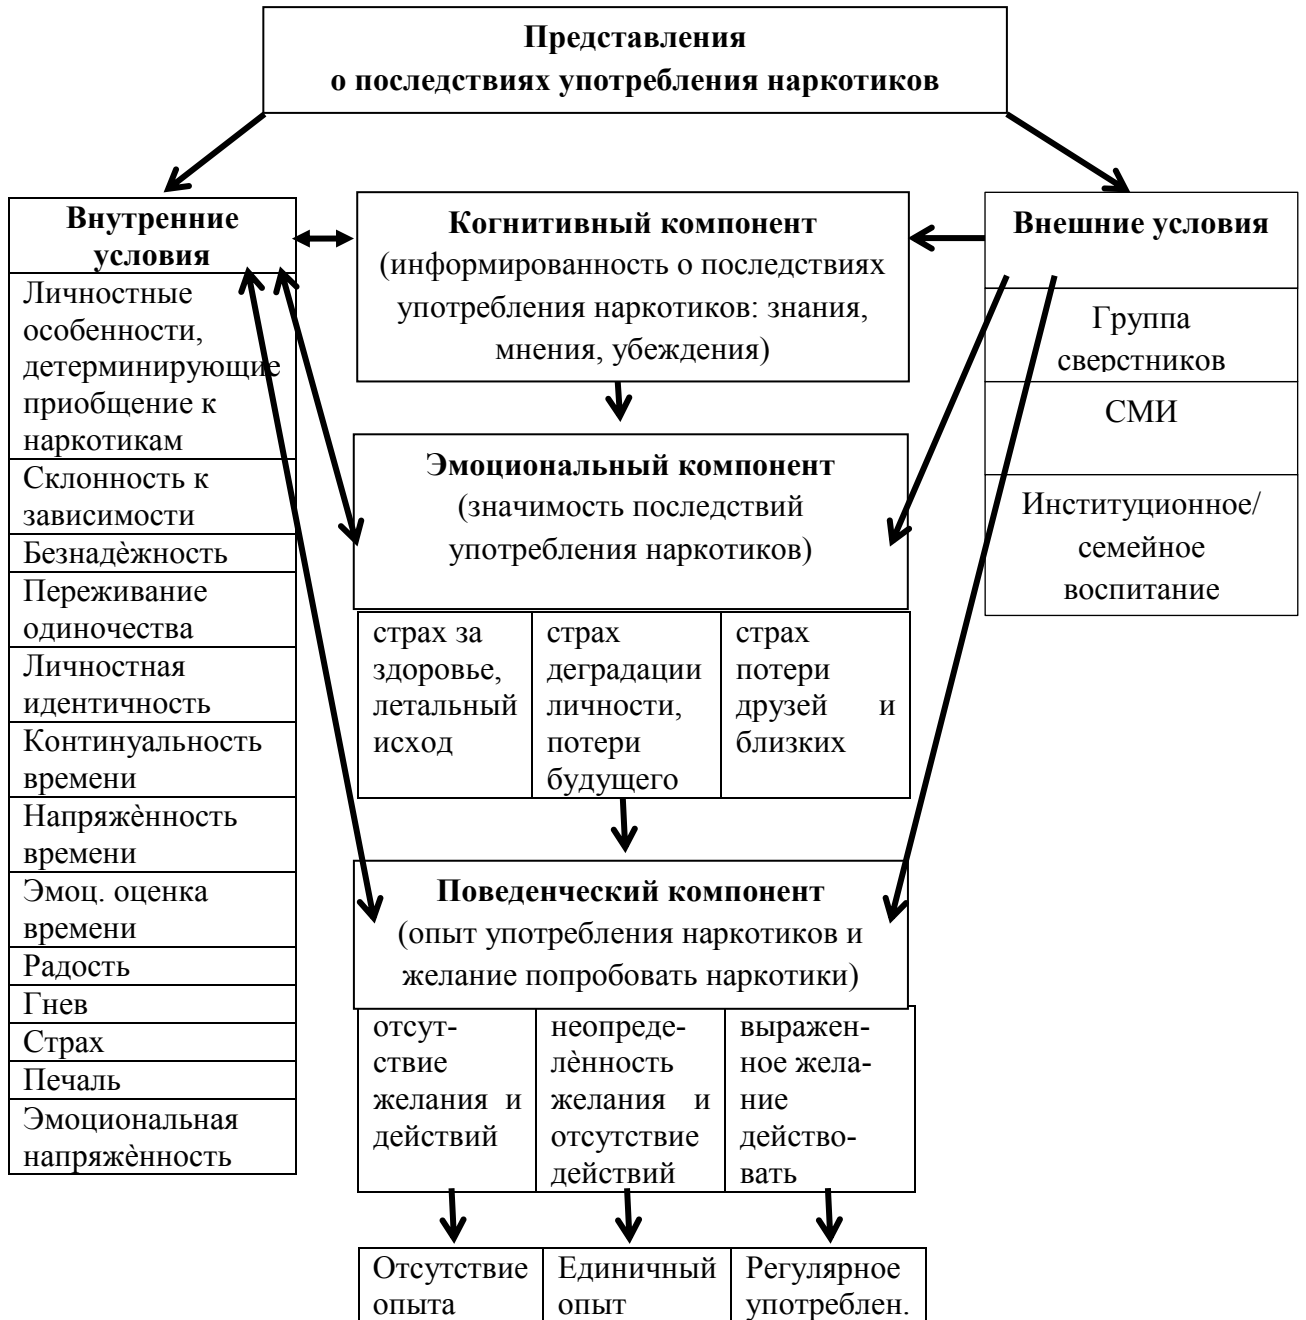 Представления
о последствиях употребления наркотиков
Внутренние
условия
Личностные
особенности,
детерминирующие
приобщение к
наркотикам
Склонность к
зависимости
Безнадѐжность
Переживание
одиночества
Личностная
идентичность
Континуальность
времени
Напряжѐнность
времени
Эмоц. оценка
времени
Радость
Гнев
Страх
Печаль
Эмоциональная
напряжѐнность
Когнитивный компонент
(информированность о последствиях
употребления наркотиков: знания,
мнения, убеждения)
Эмоциональный компонент
(значимость последствий
употребления наркотиков)
страх за
здоровье,
летальный
исход
страх
деградации
личности,
потери
будущего
страх
потери
друзей и
близких
Поведенческий компонент
(опыт употребления наркотиков и
желание попробовать наркотики)
отсут-
ствие
желания и
действий
неопреде-
лѐнность
желания и
отсутствие
действий
выражен-
ное жела-
ние
действо-
вать
Отсутствие
опыта
Единичный
опыт
Регулярное
употреблен.
Внешние условия
Группа
сверстников
СМИ
Институционное/
семейное
воспитание